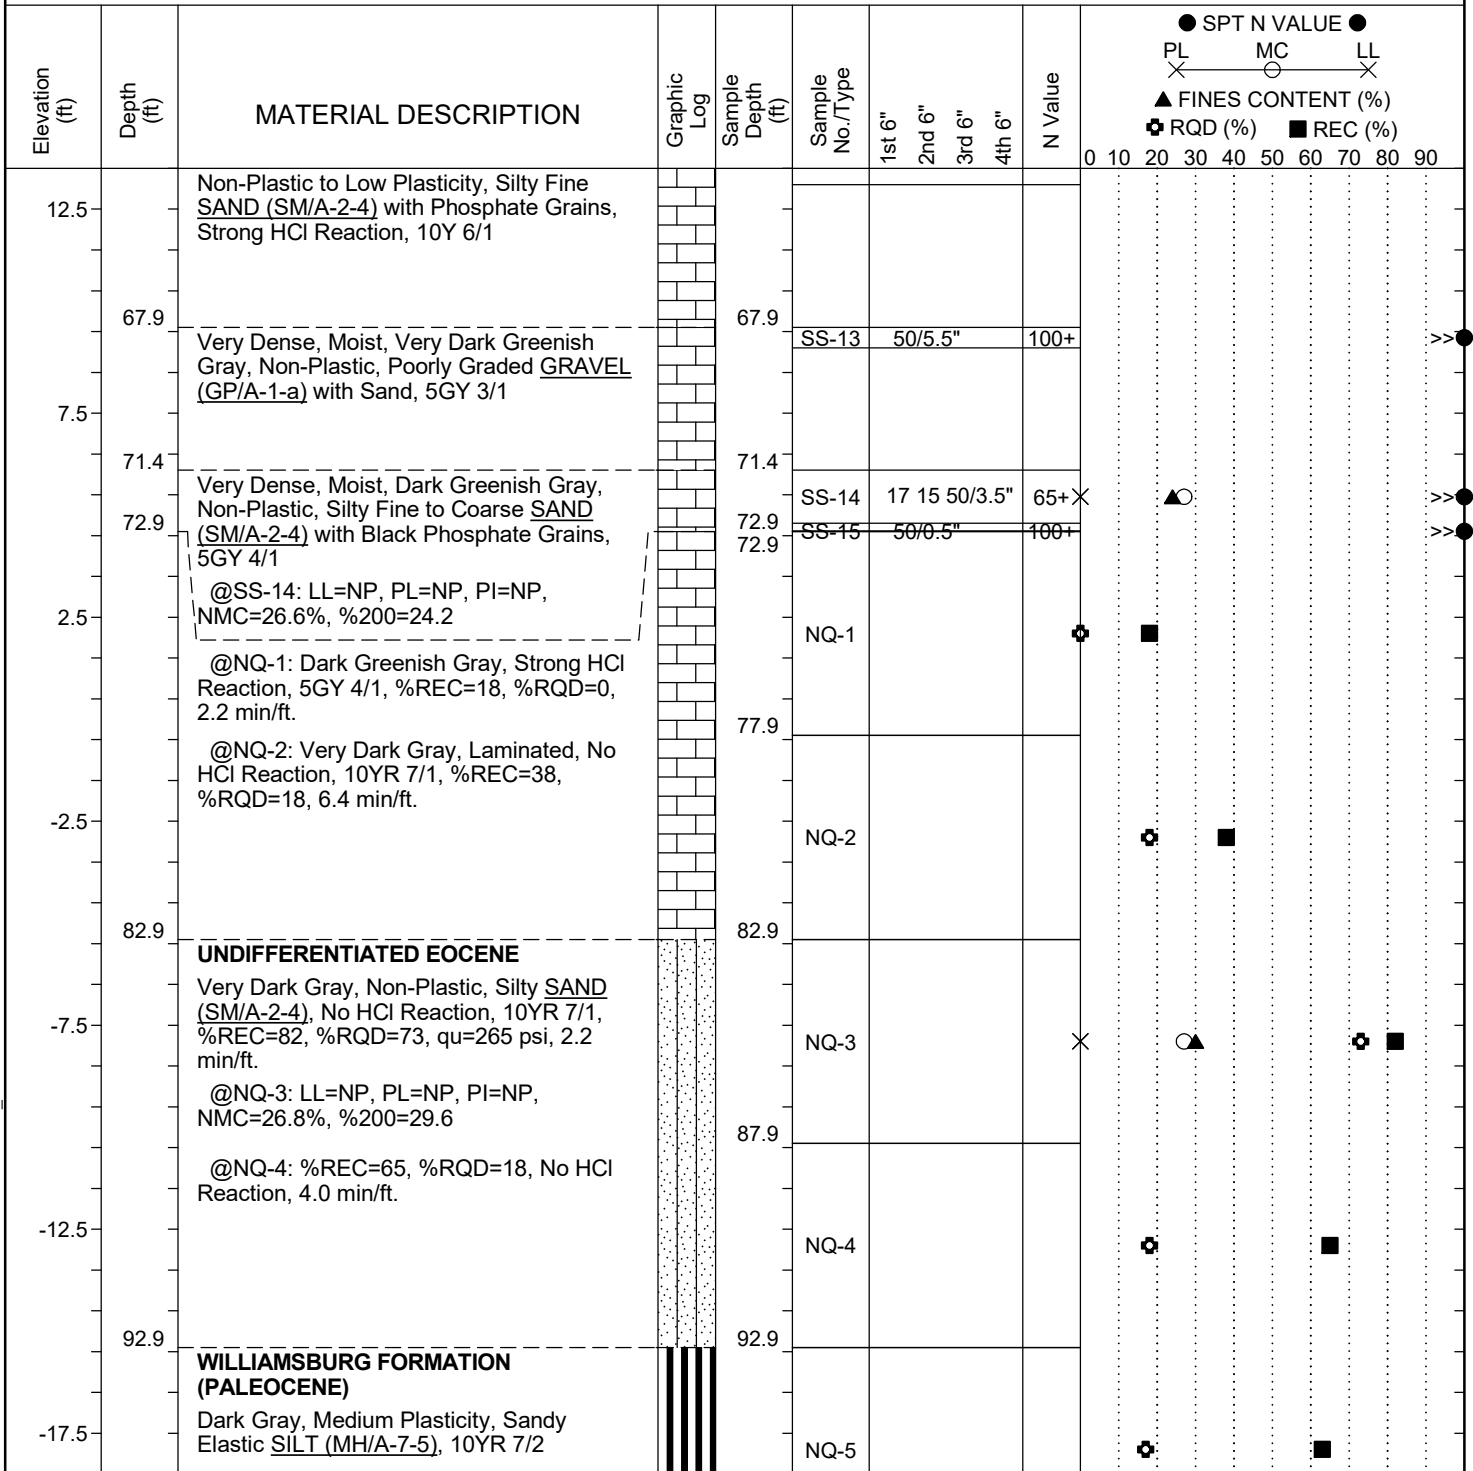 ● SPT N VALUE ●
PL MC LL
▲ FINES CONTENT (%)
RQD (%) ■ REC (%)
Elevation (ft)
Depth (ft)
MATERIAL DESCRIPTION
Graphic Log
Sample Depth (ft)
Sample No./Type
1st 6"
2nd 6"
3rd 6"
4th 6"
N Value
0 10 20 30 40 50 60 70 80 90
Non-Plastic to Low Plasticity, Silty Fine
12.5 SAND (SM/A-2-4) with Phosphate Grains,
Strong HCl Reaction, 10Y 6/1
67.9 67.9
Very Dense, Moist, Very Dark Greenish SS-13 50/5.5" 100+ >>
Gray, Non-Plastic, Poorly Graded GRAVEL
(GP/A-1-a) with Sand, 5GY 3/1
7.5
71.4 71.4
Very Dense, Moist, Dark Greenish Gray,
Non-Plastic, Silty Fine to Coarse SAND SS-14 17 15 50/3.5" 65+ >>
72.9 (SM/A-2-4) with Black Phosphate Grains, 72.9
SS-15 50/0.5" 100+ >>
72.9
5GY 4/1
@SS-14: LL=NP, PL=NP, PI=NP,
2.5 NMC=26.6%, %200=24.2
NQ-1
@NQ-1: Dark Greenish Gray, Strong HCl
Reaction, 5GY 4/1, %REC=18, %RQD=0,
2.2 min/ft.
77.9
@NQ-2: Very Dark Gray, Laminated, No
HCl Reaction, 10YR 7/1, %REC=38,
%RQD=18, 6.4 min/ft.
-2.5
NQ-2
82.9 82.9
UNDIFFERENTIATED EOCENE
Very Dark Gray, Non-Plastic, Silty SAND
(SM/A-2-4), No HCl Reaction, 10YR 7/1,
-7.5 %REC=82, %RQD=73, qu=265 psi, 2.2
NQ-3
min/ft.
@NQ-3: LL=NP, PL=NP, PI=NP,
NMC=26.8%, %200=29.6
87.9
@NQ-4: %REC=65, %RQD=18, No HCl
Reaction, 4.0 min/ft.
-12.5
NQ-4
92.9 92.9
WILLIAMSBURG FORMATION
(PALEOCENE)
Dark Gray, Medium Plasticity, Sandy
-17.5
Elastic SILT (MH/A-7-5), 10YR 7/2
NQ-5